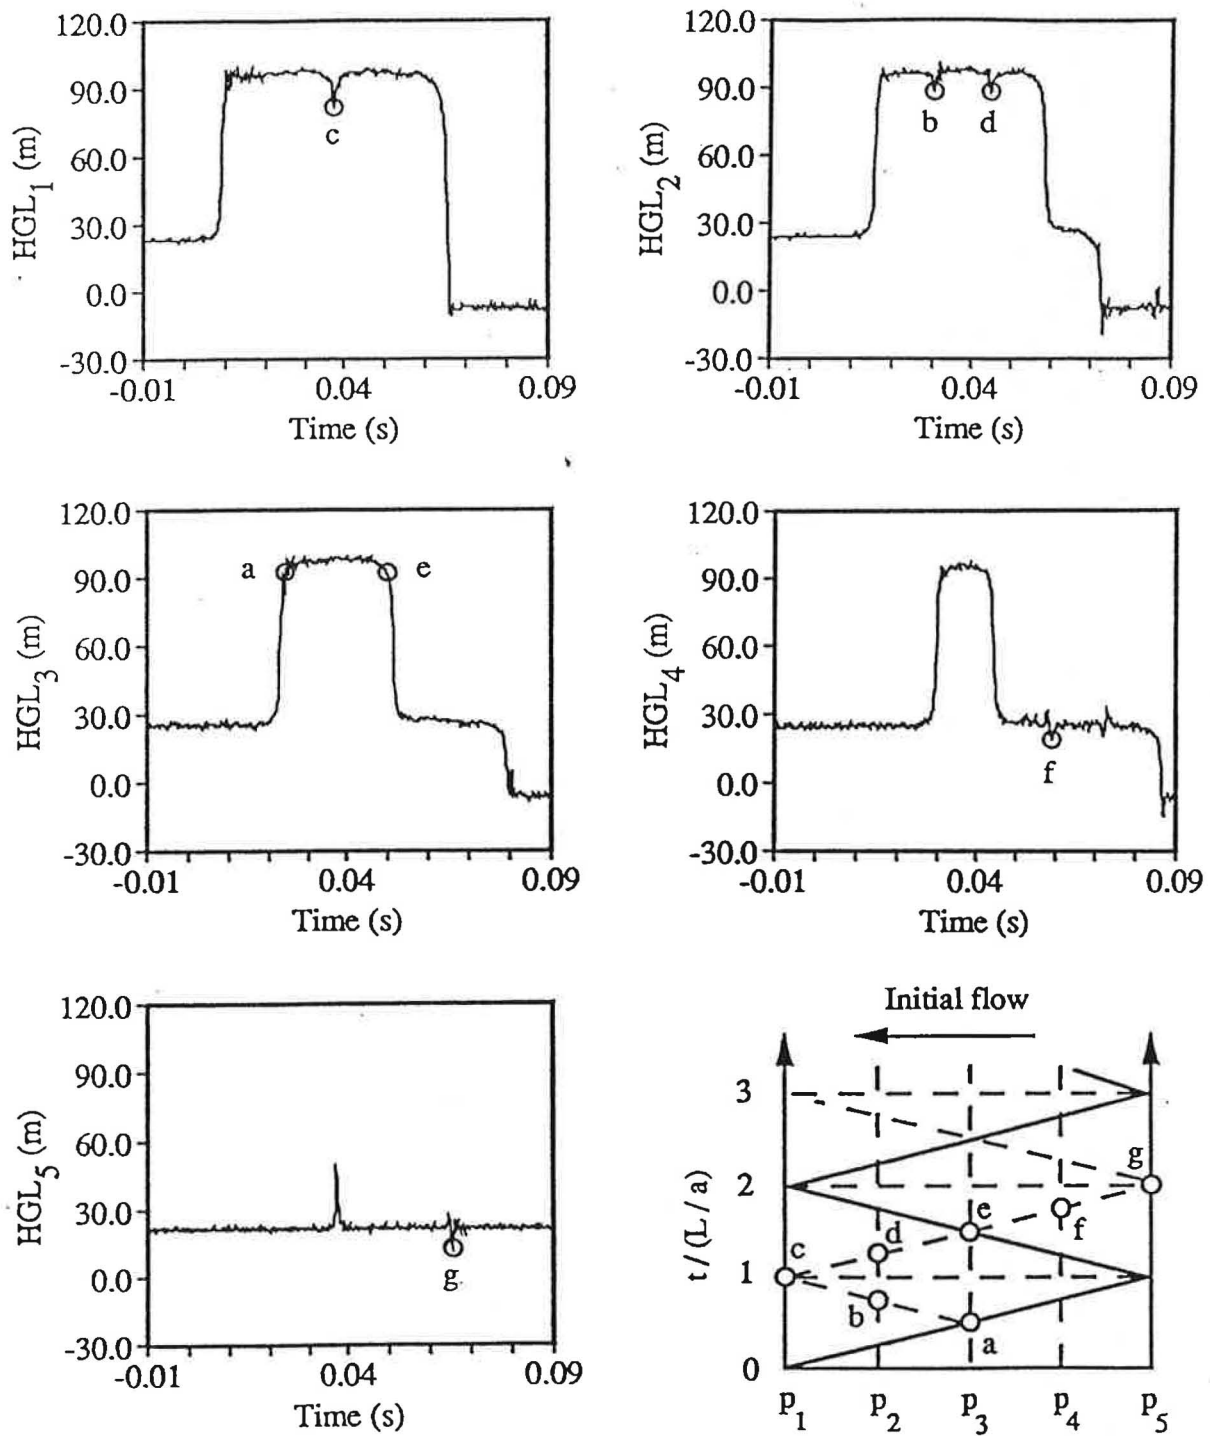 120.0
90.0
60.0
30.0
0.0
-30.0
HGL1 (m)
c
-0.01 0.04 0.09
Time (s)
120.0
90.0
60.0
30.0
0.0
-30.0
HGL2 (m)
b d
-0.01 0.04 0.09
Time (s)
120.0
90.0
60.0
30.0
0.0
-30.0
HGL3 (m)
a e
-0.01 0.04 0.09
Time (s)
120.0
90.0
60.0
30.0
0.0
-30.0
HGL4 (m)
f
-0.01 0.04 0.09
Time (s)
120.0
90.0
60.0
30.0
0.0
-30.0
HGL5 (m)
g
-0.01 0.04 0.09
Time (s)
Initial flow
3
2
1
0
t / (L / a)
g
e
f
c d
b
a
p1 p2 p3 p4 p5